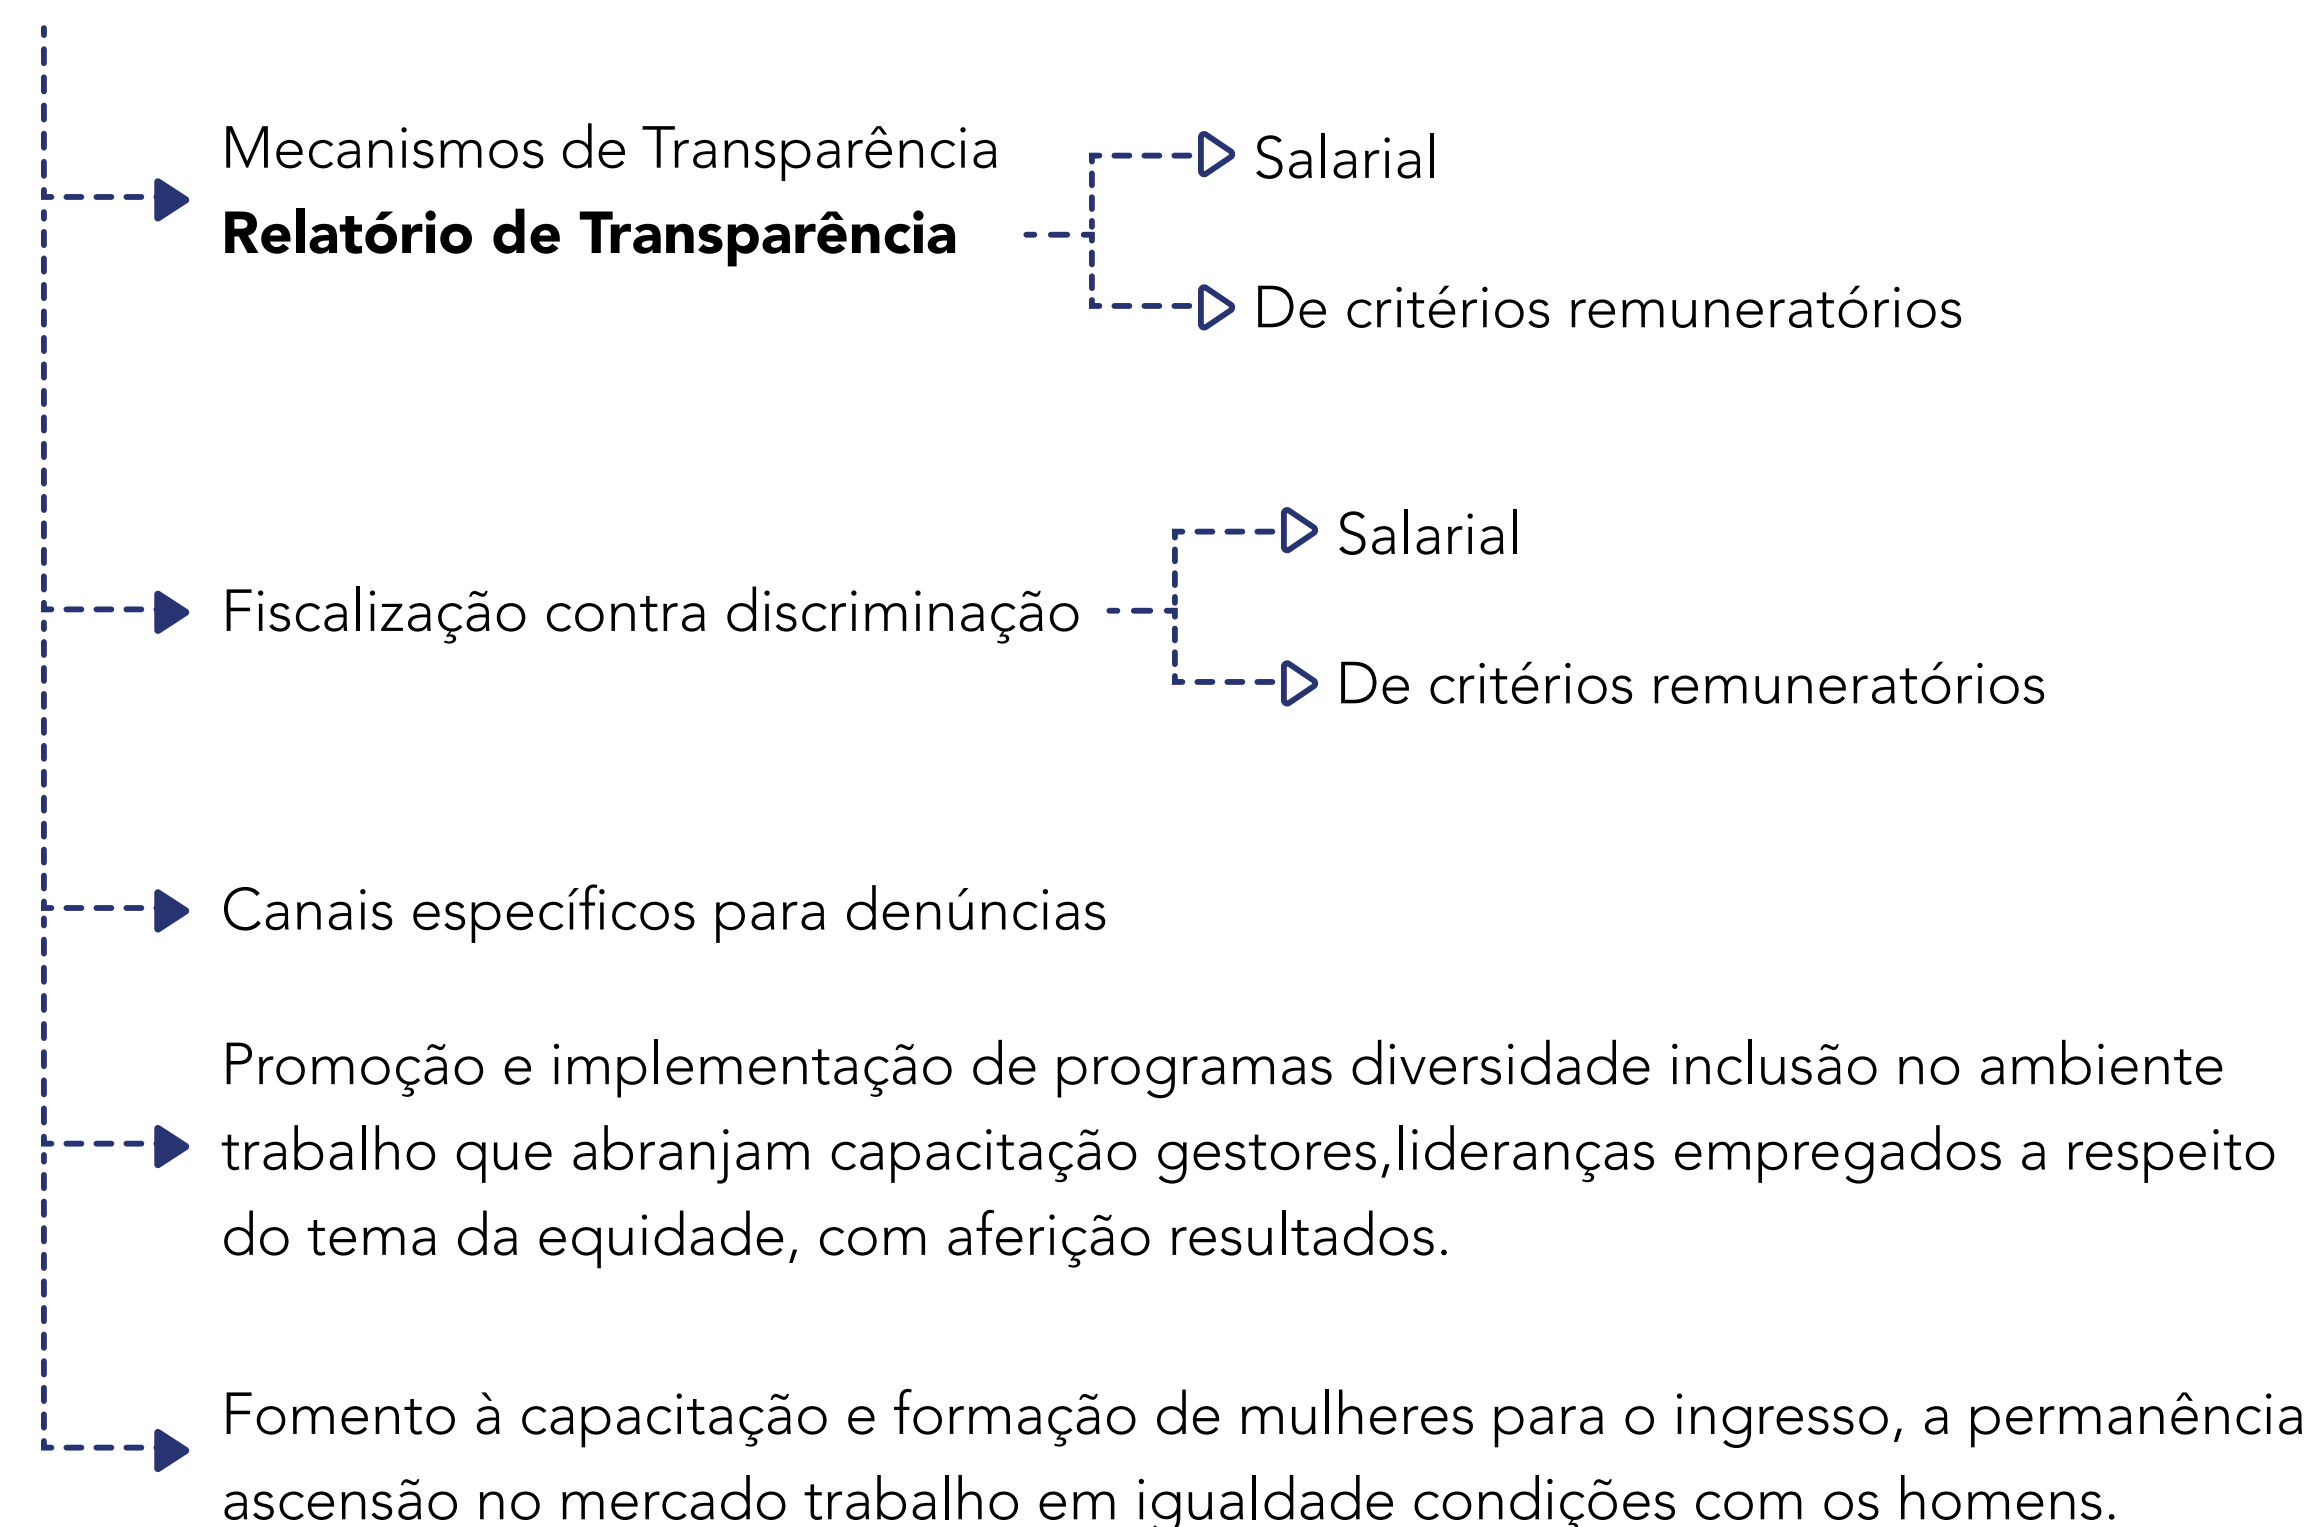 Mecanismos de Transparência
Relatório de Transparência
Salarial
De critérios remuneratórios
Fiscalização contra discriminação
Salarial
De critérios remuneratórios
Canais específicos para denúncias
Promoção e implementação de programas diversidade inclusão no ambiente
trabalho que abranjam capacitação gestores,lideranças empregados a respeito
do tema da equidade, com aferição resultados.
Fomento à capacitação e formação de mulheres para o ingresso, a permanência
ascensão no mercado trabalho em igualdade condições com os homens.